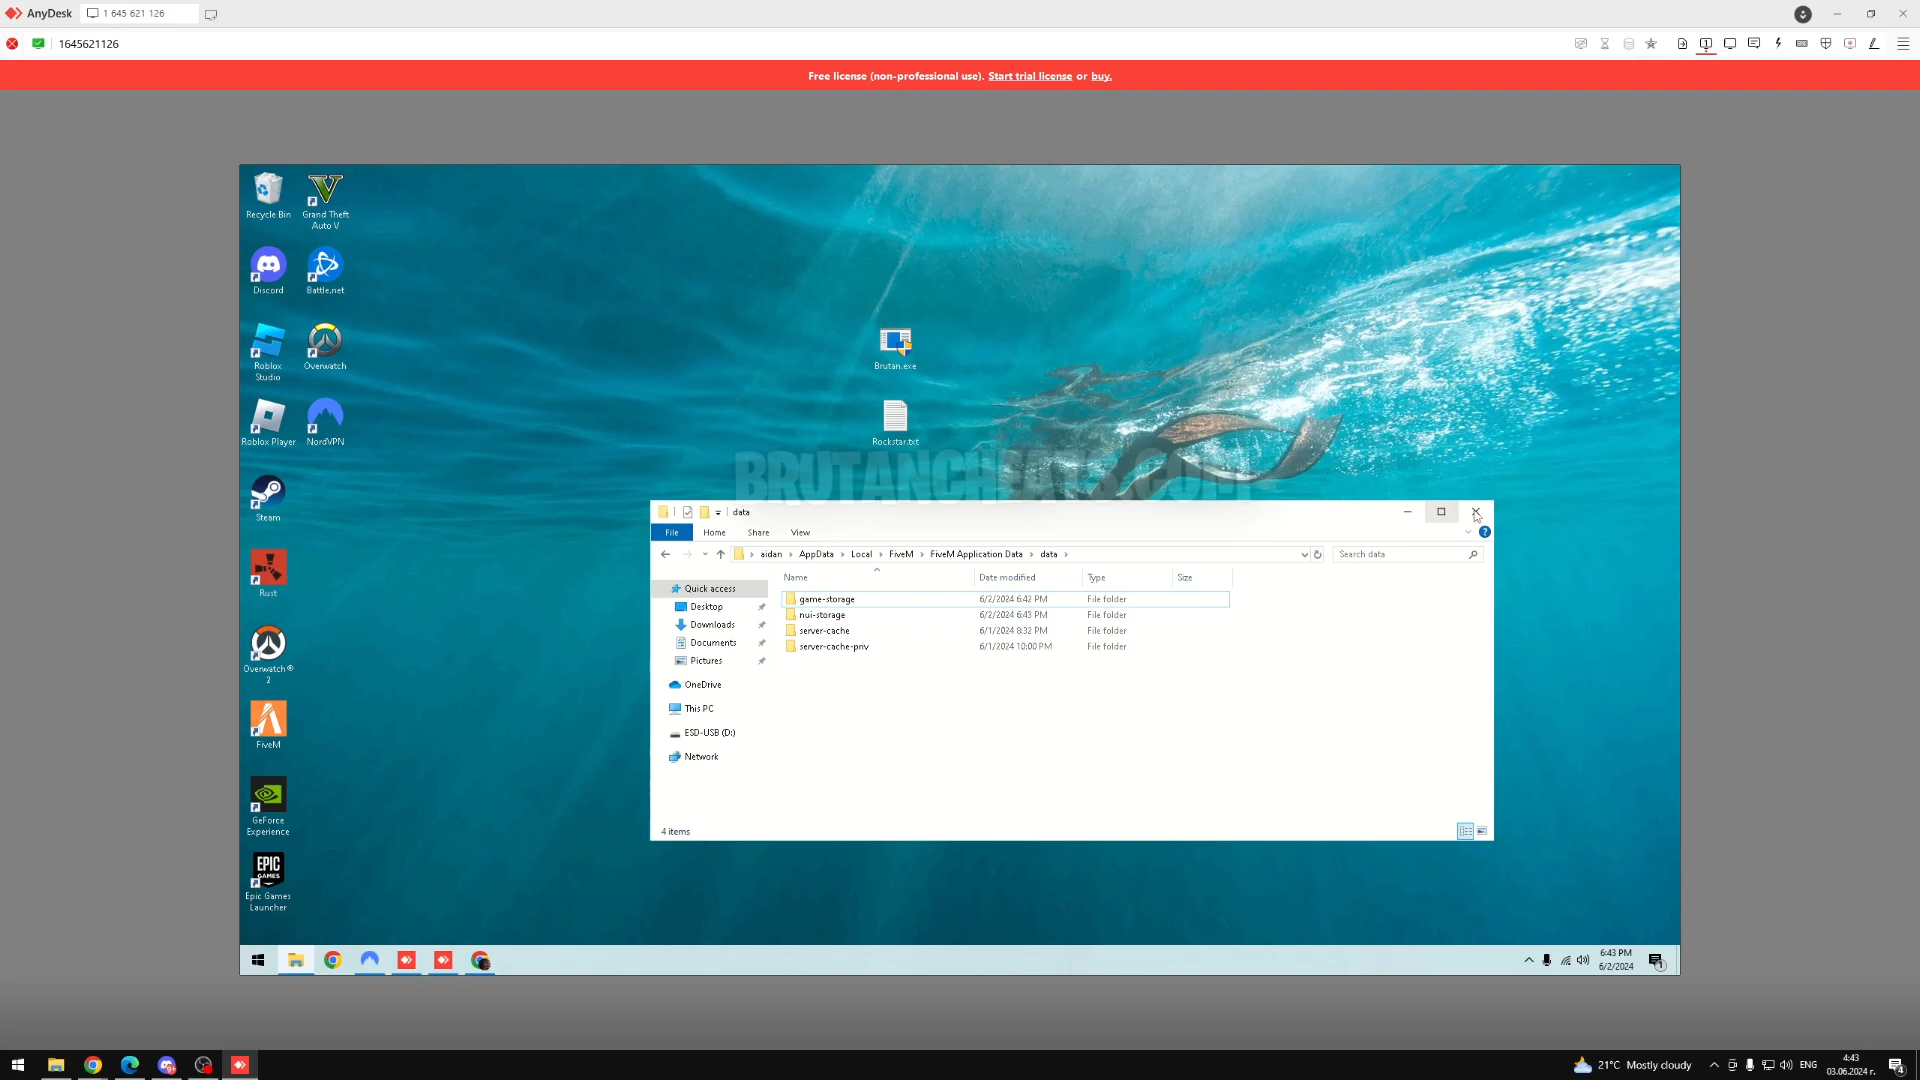 AnyDesk
1 645 621 126
1645621126
1
Free license (non-professional use). Start trial license or buy.
Recycle Bin
Grand Theft
Auto V
Discord
Battle.net
Roblox
Studio
Overwatch
Roblox Player
NordVPN
Steam
Rust
Overwatch®
2
FiveM
GeForce
Experience
EPIC
GAMES
Epic Games
Launcher
Brutan.exe
Rockstar.txt
BRUTANCHEATS.COM
data
File
Home
Share
View
aidan
AppData
Local
FiveM
FiveM Application Data
data
Search data
Name
Date modified
Type
Size
Quick access
Desktop
Downloads
Documents
Pictures
OneDrive
This PC
ESD-USB (D:)
Network
game-storage 6/2/2024 6:42 PM File folder
nui-storage 6/2/2024 6:43 PM File folder
server-cache 6/1/2024 8:32 PM File folder
server-cache-priv 6/1/2024 10:00 PM File folder
4 items
6:43 PM
6/2/2024
1
21°C Mostly cloudy
ENG
4:43
03.06.2024 г.
4